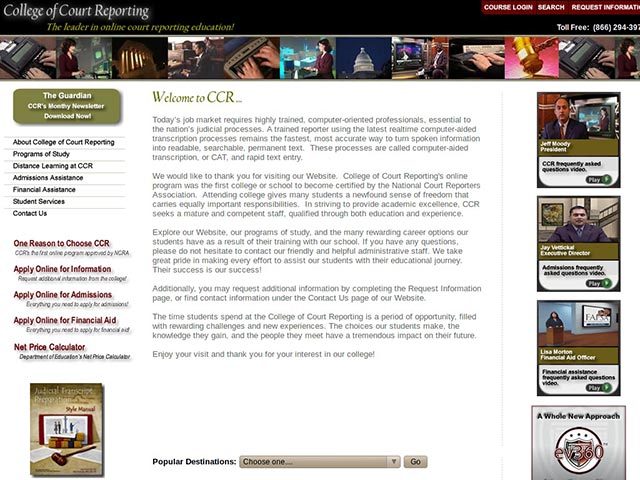 College of Court Reporting
The leader in online court reporting education!
COURSE LOGIN SEARCH REQUEST INFORMATIO
Toll Free: (866) 294-397
The Guardian
CCR's Monthy Newsletter
Download Now!
About College of Court Reporting
Programs of Study
Distance Learning at CCR
Admissions Assistance
Financial Assistance
Student Services
Contact Us
One Reason to Choose CCR
CCR's the first online program approved by NCRA.
Apply Online for Information
Request additional information from the college!
Apply Online for Admissions
Everything you need to apply for admissions!
Apply Online for Financial Aid
Everything you need to apply for financial aid!
Net Price Calculator
Department of Education's Net Price Calculator
Judicial Transcript
Preparation
Style Manual
Welcome to CCR ...
Today's job market requires highly trained, computer-oriented professionals, essential to
the nation's judicial processes. A trained reporter using the latest realtime computer-aided
transcription processes remains the fastest, most accurate way to turn spoken information
into readable, searchable, permanent text. These processes are called computer-aided
transcription, or CAT, and rapid text entry.
We would like to thank you for visiting our Website. College of Court Reporting's online
program was the first college or school to become certified by the National Court Reporters
Association. Attending college gives many students a newfound sense of freedom that
carries equally important responsibilities. In striving to provide academic excellence, CCR
seeks a mature and competent staff, qualified through both education and experience.
Explore our Website, our programs of study, and the many rewarding career options our
students have as a result of their training with our school. If you have any questions,
please do not hesitate to contact our friendly and helpful administrative staff. We take
great pride in making every effort to assist our students with their educational journey.
Their success is our success!
Additionally, you may request additional information by completing the Request Information
page, or find contact information under the Contact Us page of our Website.
The time students spend at the College of Court Reporting is a period of opportunity, filled
with rewarding challenges and new experiences. The choices our students make, the
knowledge they gain, and the people they meet have a tremendous impact on their future.
Enjoy your visit and thank you for your interest in our college!
Popular Destinations: Choose one.... Go
Jeff Moody
President
CCR frequently asked
questions video.
Play
Jay Vettickal
Executive Director
Admissions frequently
asked questions video.
Play
FAFSA
Lisa Morton
Financial Aid Officer
Financial assistance
frequently asked questions
video.
Play
A Whole New Approach
ev360